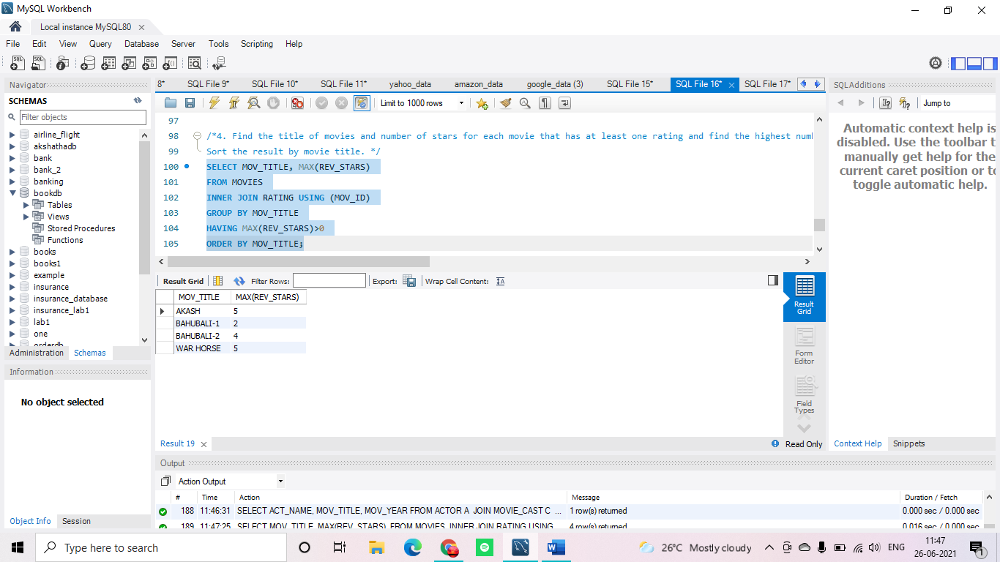 MySQL Workbench
Local instance MySQL80
File Edit View Query Database Server Tools Scripting Help
Navigator
SCHEMAS
Filter objects
airline_flight
akshathadb
bank
bank_2
banking
bookdb
Tables
Views
Stored Procedures
Functions
books
books1
example
insurance
insurance_database
insurance_lab1
lab1
one
orderdb
Administration Schemas
Information
No object selected
Object Info Session
8* SQL File 9* SQL File 10* SQL File 11* yahoo_data amazon_data google_data (3) SQL File 15* SQL File 16* SQL File 17*
Limit to 1000 rows
97
98 /*4. Find the title of movies and number of stars for each movie that has at least one rating and find the highest num
99 Sort the result by movie title. */
100 SELECT MOV_TITLE, MAX(REV_STARS)
101 FROM MOVIES
102 INNER JOIN RATING USING (MOV_ID)
103 GROUP BY MOV_TITLE
104 HAVING MAX(REV_STARS)>0
105 ORDER BY MOV_TITLE;
Result Grid Filter Rows: Export: Wrap Cell Content:
MOV_TITLE MAX(REV_STARS)
AKASH 5
BAHUBALI-1 2
BAHUBALI-2 4
WAR HORSE 5
Result Grid
Form Editor
Field Types
Result 19
Read Only
Output
Action Output
# Time Action Message Duration / Fetch
188 11:46:31 SELECT ACT_NAME, MOV_TITLE, MOV_YEAR FROM ACTOR A JOIN MOVIE_CAST C ... 1 row(s) returned 0.000 sec / 0.000 sec
189 11:47:25 SELECT MOV_TITLE, MAX(REV_STARS) FROM MOVIES INNER JOIN RATING USING 4 row(s) returned 0.016 sec / 0.000 sec
SQLAdditions
Jump to
Automatic context help is
disabled. Use the toolbar t
manually get help for the
current caret position or to
toggle automatic help.
Context Help Snippets
Type here to search
26°C Mostly cloudy
ENG
11:47
26-06-2021
1